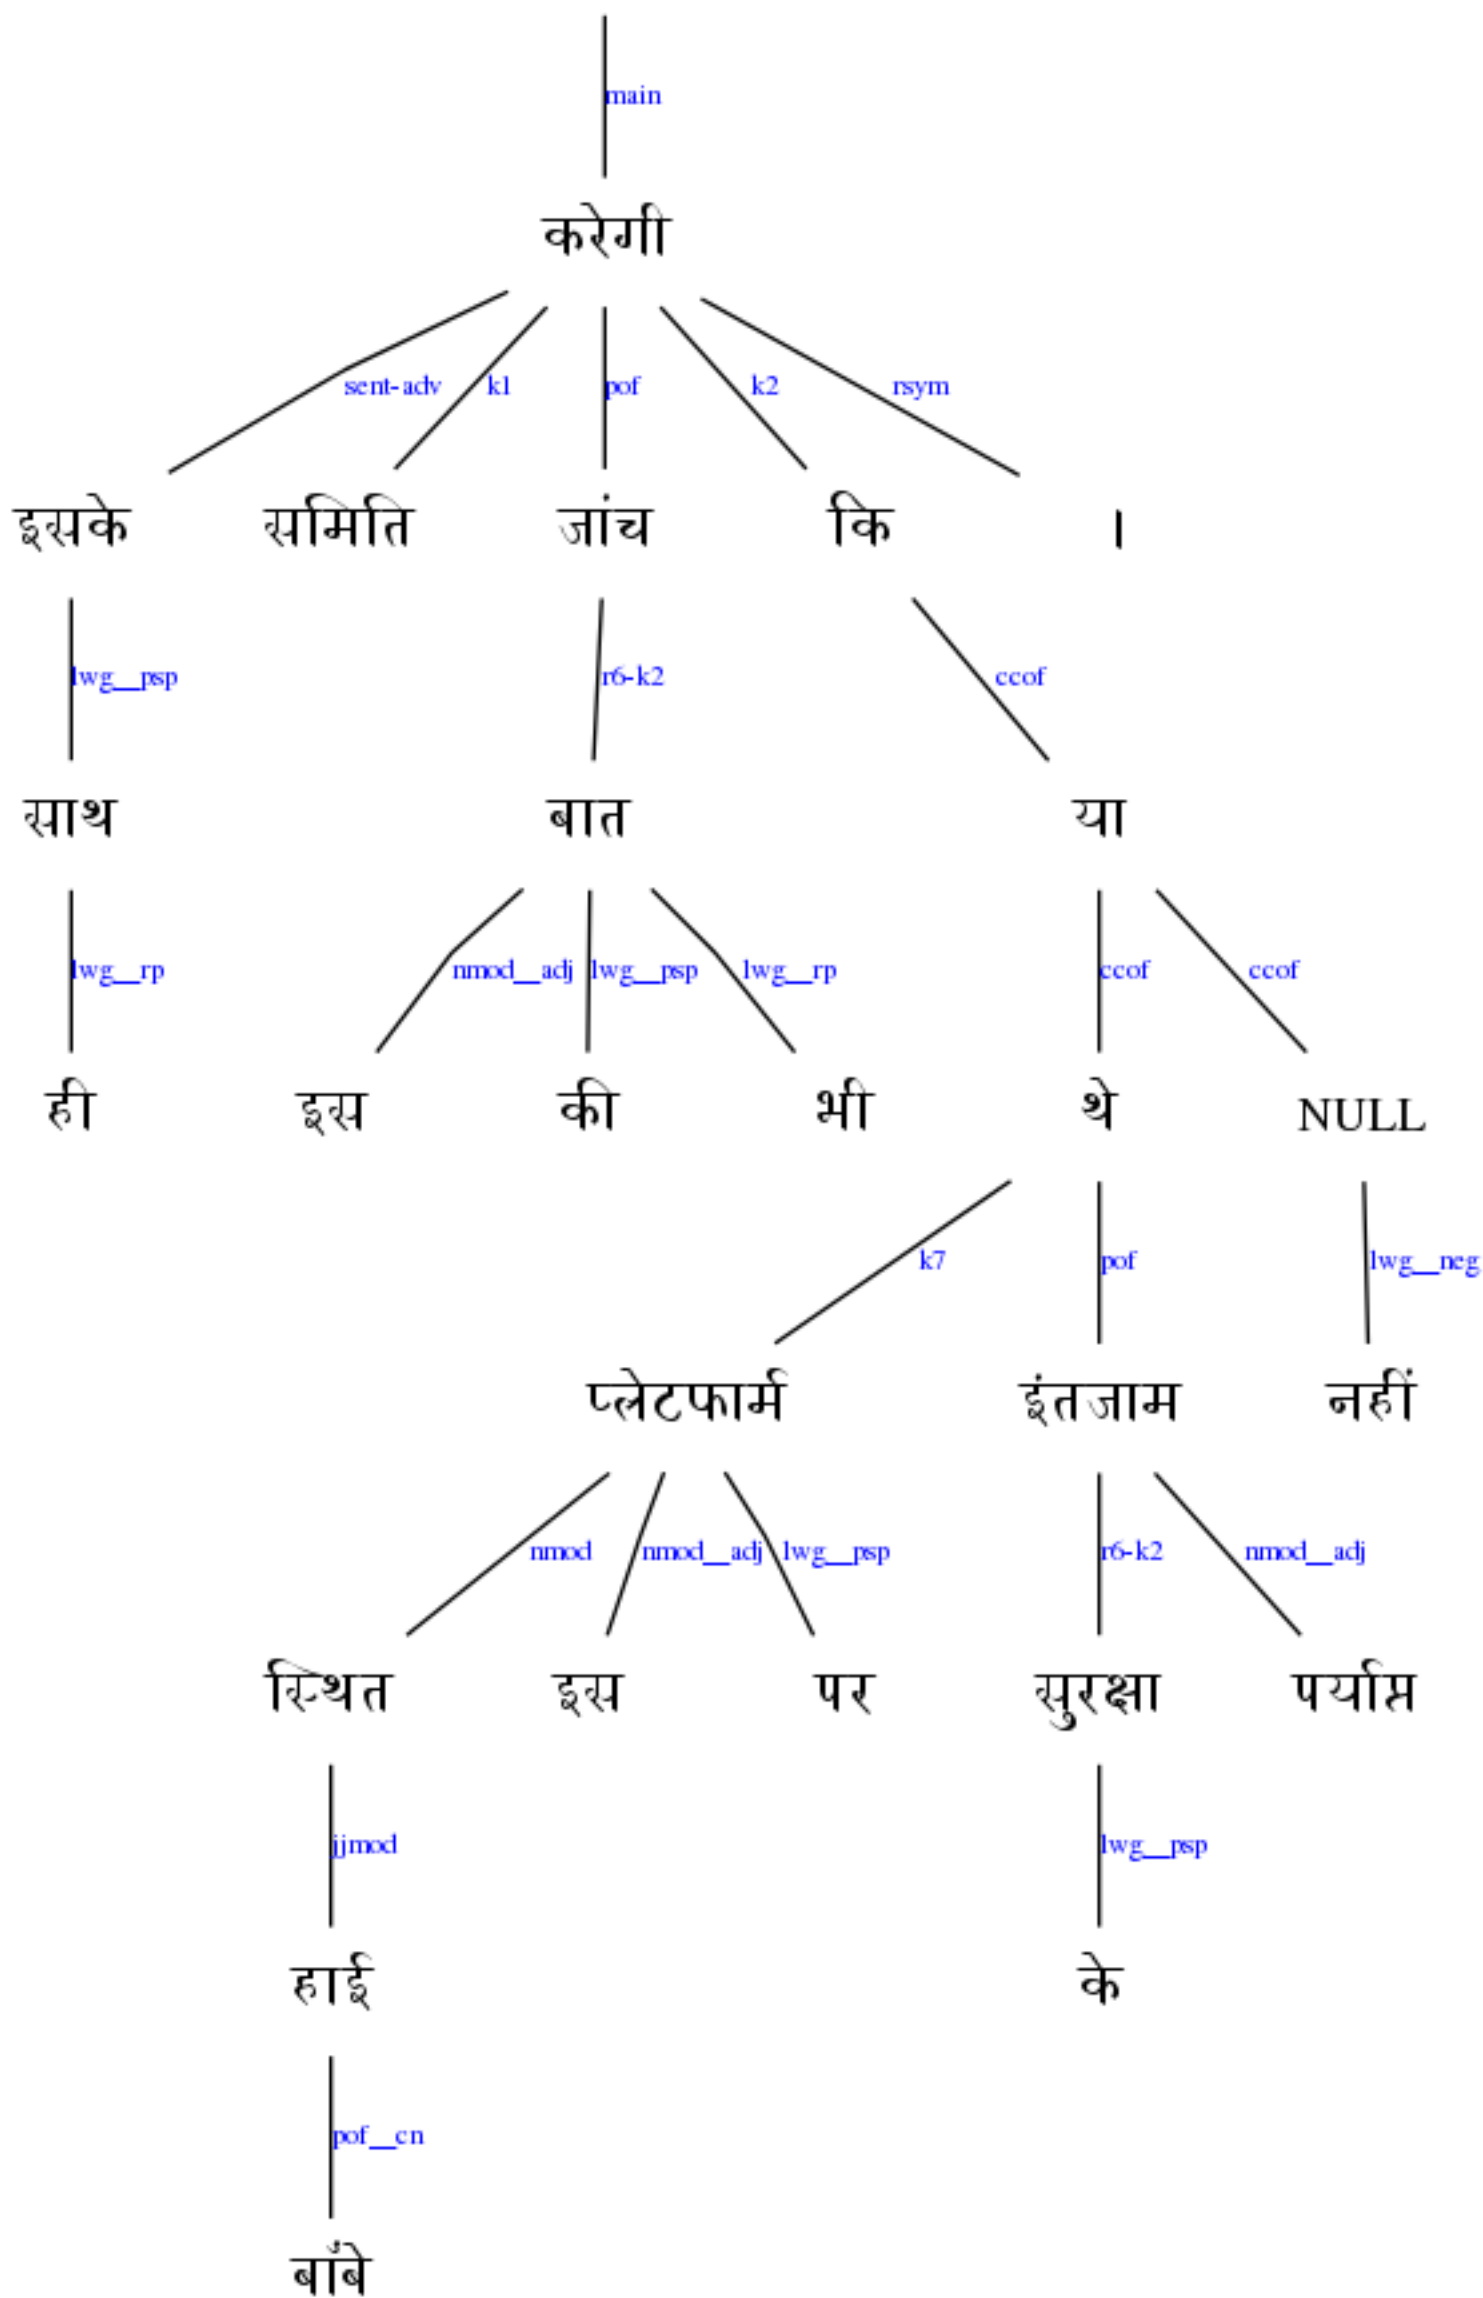 main
करेगी
sent-adv k1 pof k2 rsym
इसके समिति जांच कि ।
lwg__psp r6-k2 ccof
साथ बात या
lwg__rp nmod__adj lwg__psp lwg__rp ccof ccof
ही इस की भी थे NULL
k7 pof lwg__neg
प्लेटफार्म इंतजाम नहीं
nmod nmod__adj lwg__psp r6-k2 nmod__adj
स्थित इस पर सुरक्षा पर्याप्त
jjmod lwg__psp
हाई के
pof__cn
बॉंबे